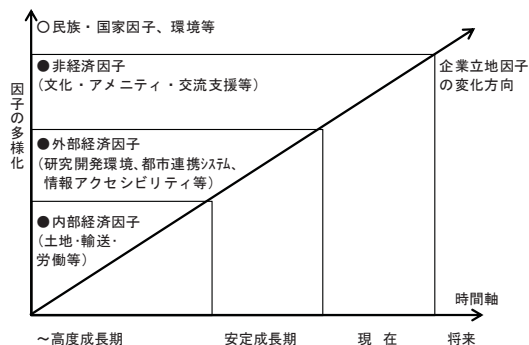 ○民族・国家因子、環境等
●非経済因子
(文化・アメニティ・交流支援等)
企業立地因子
の変化方向
因子の多様化
●外部経済因子
(研究開発環境、都市連携ｼｽﾃﾑ、
情報アクセシビリティ等)
●内部経済因子
(土地・輸送・
労働等)
時間軸
～高度成長期
安定成長期
現 在
将来